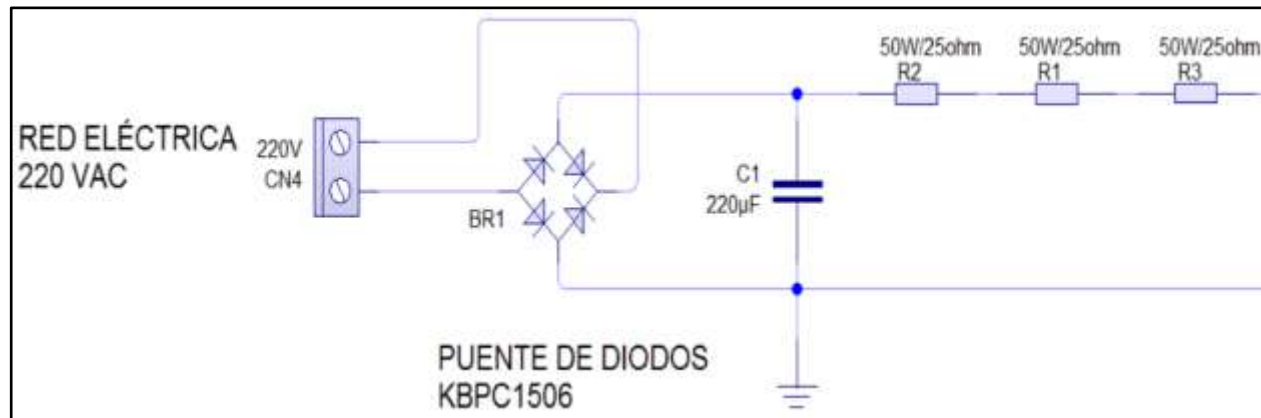 RED ELÉCTRICA
220 VAC
220V
CN4
BR1
PUENTE DE DIODOS
KBPC1506
C1
220µF
50W/25ohm
R2
50W/25ohm
R1
50W/25ohm
R3